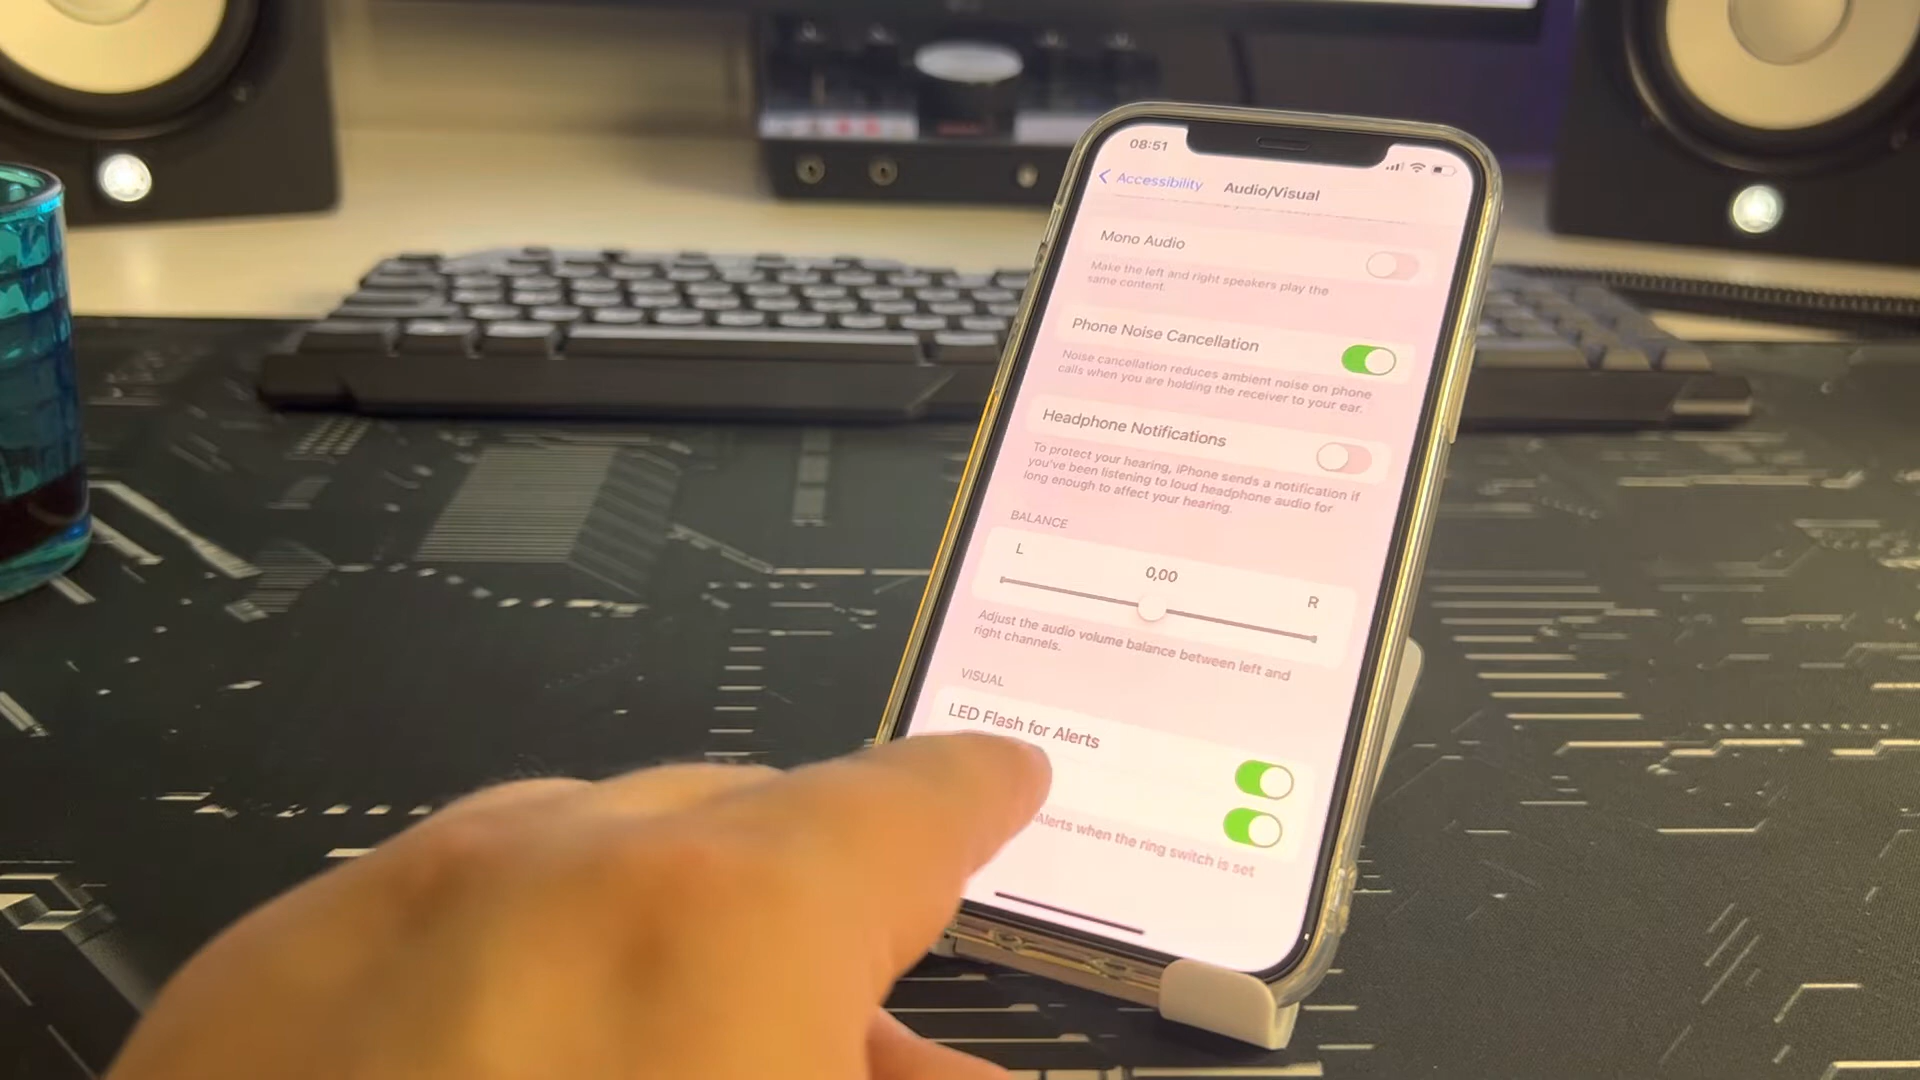 08:51
Accessibility
Audio/Visual
Mono Audio
Make the left and right speakers play the
same content.
Phone Noise Cancellation
Noise cancellation reduces ambient noise on phone
calls when you are holding the receiver to your ear.
Headphone Notifications
To protect your hearing, iPhone sends a notification if
you've been listening to loud headphone audio for
long enough to affect your hearing.
BALANCE
L
0,00
R
Adjust the audio volume balance between left and
right channels.
VISUAL
LED Flash for Alerts
Alerts when the ring switch is set